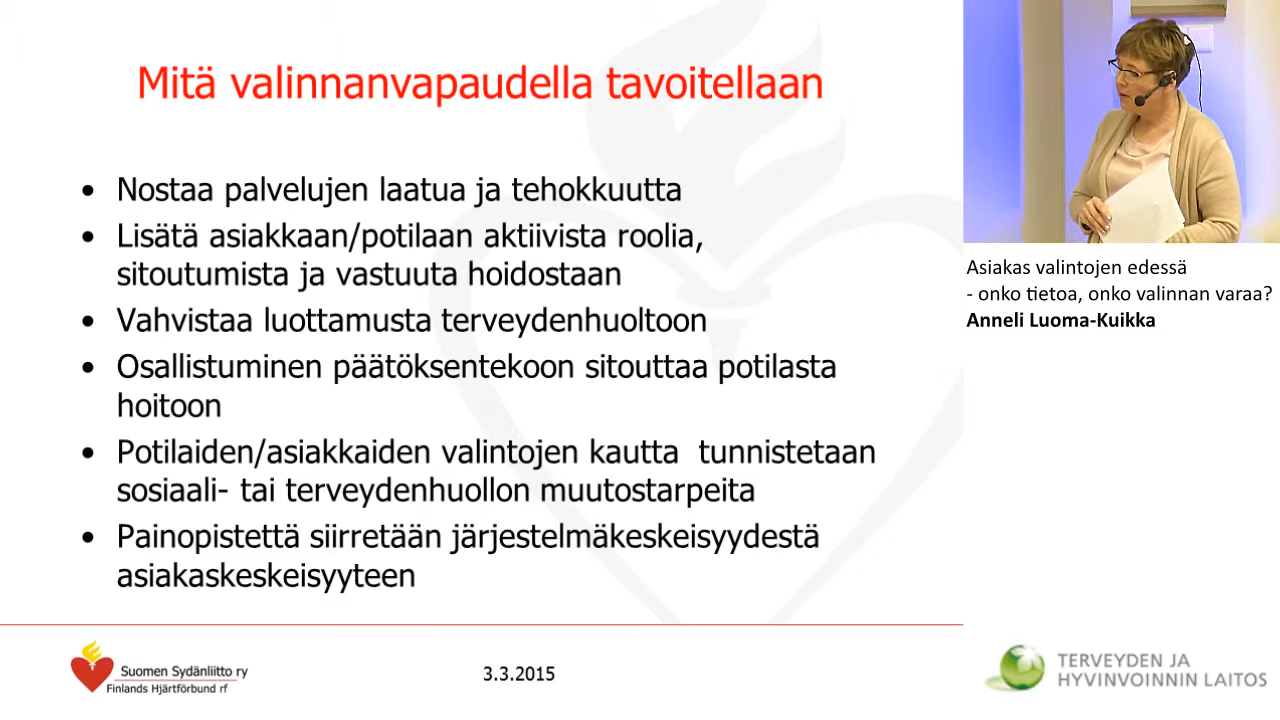 Mitä valinnanvapaudella tavoitellaan
• Nostaa palvelujen laatua ja tehokkuutta
• Lisätä asiakkaan/potilaan aktiivista roolia,
sitoutumista ja vastuuta hoidostaan
• Vahvistaa luottamusta terveydenhuoltoon
• Osallistuminen päätöksentekoon sitouttaa potilasta
hoitoon
• Potilaiden/asiakkaiden valintojen kautta tunnistetaan
sosiaali- tai terveydenhuollon muutostarpeita
• Painopistettä siirretään järjestelmäkeskeisyydestä
asiakaskeskeisyyteen
Suomen Sydänliitto ry
Finlands Hjärtförbund rf
3.3.2015
Asiakas valintojen edessä
- onko tietoa, onko valinnan varaa?
Anneli Luoma-Kuikka
TERVEYDEN JA
HYVINVOINNIN LAITOS